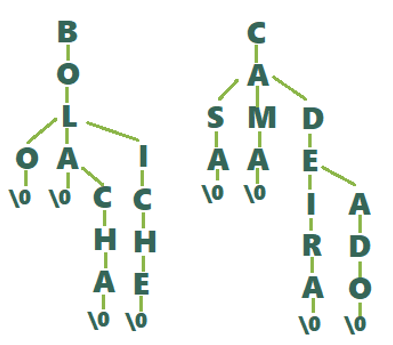 B C
O A
L S M D
O A I A A E
\0 \0 C C \0 \0 I A
H H R D
A E A O
\0 \0 \0 \0